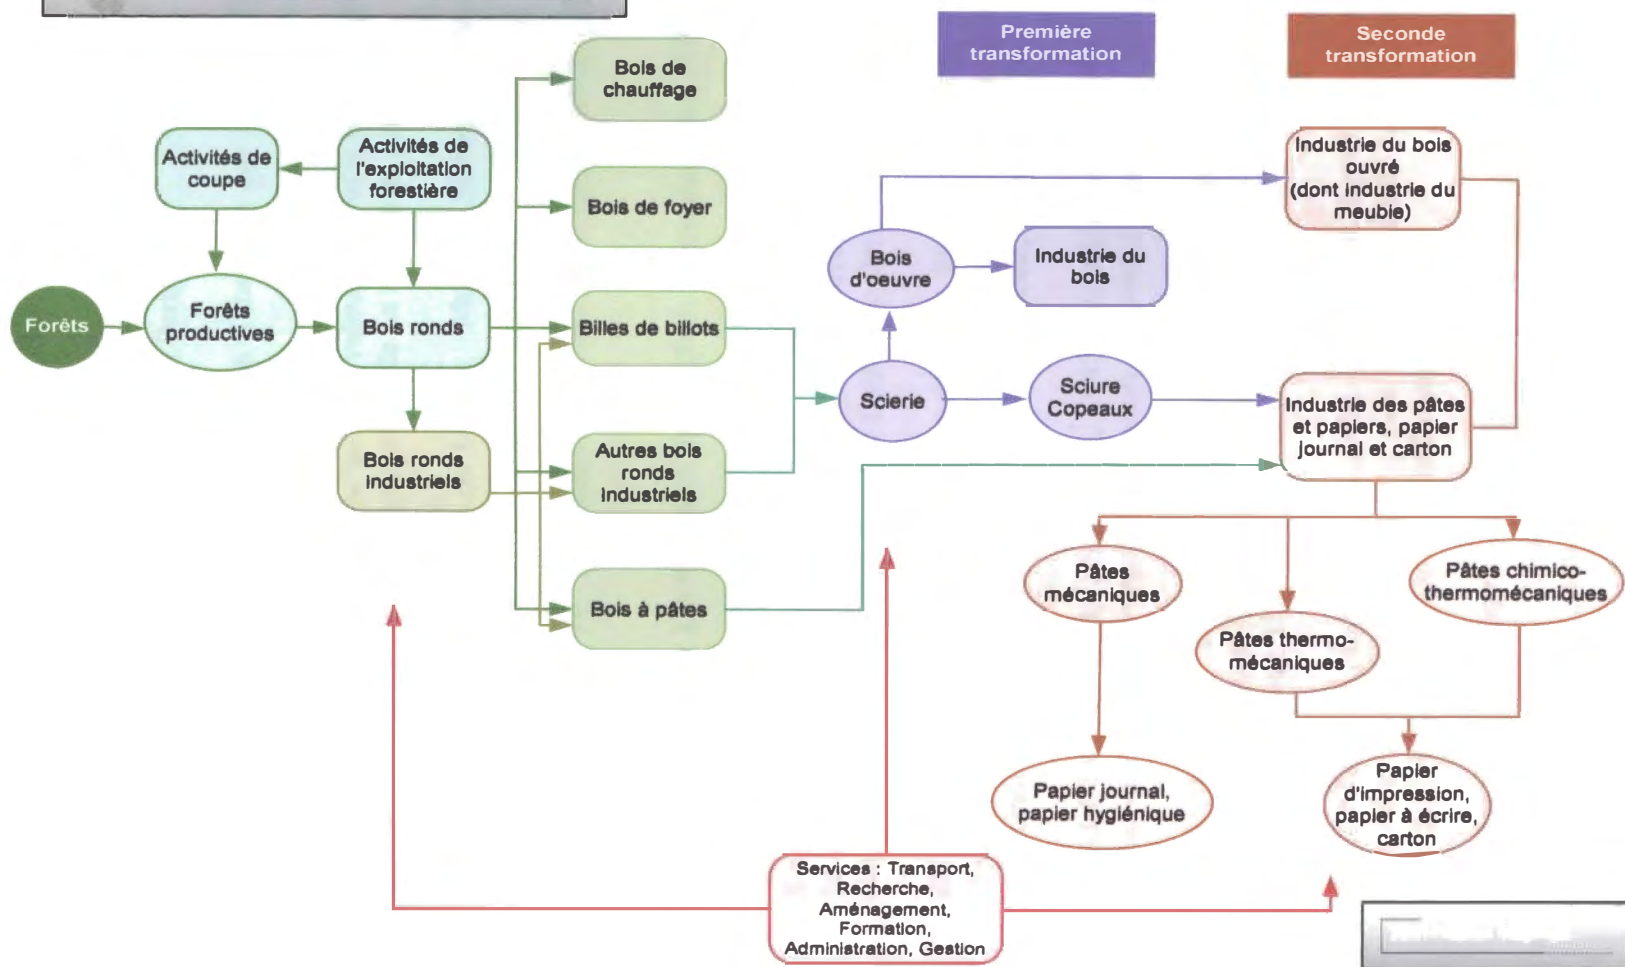 Première
transformation
Seconde
transformation
Bois de
chauffage
Activités de
coupe
Activités de
l'exploitation
forestière
Industrie du bois
ouvré
(dont industrie du
meuble)
Bois de foyer
Bois
d'oeuvre
Industrie du
bois
Forêts
Forêts
productives
Bois ronds
Billes de billots
Scierie
Sciure
Copeaux
Industrie des pâtes
et papiers, papier
journal et carton
Bois ronds
industriels
Autres bois
ronds
industriels
Bois à pâtes
Pâtes
mécaniques
Pâtes chimico-
thermomécaniques
Pâtes thermo-
mécaniques
Papier journal,
papier hygiénique
Papier
d'impression,
papier à écrire,
carton
Services : Transport,
Recherche,
Aménagement,
Formation,
Administration, Gestion